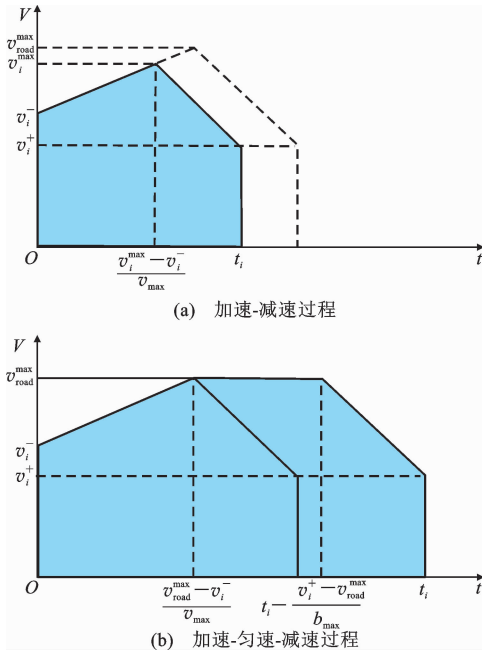 V
v_road^max
v_i^max
v_i^-
v_i^+
O
(v_i^max − v_i^-)/v_max
t_i
t
(a) 加速-减速过程
V
v_road^max
v_i^-
v_i^+
O
(v_road^max − v_i^-)/v_max
t_i − (v_i^+ − v_road^max)/b_max
t_i
t
(b) 加速-匀速-减速过程